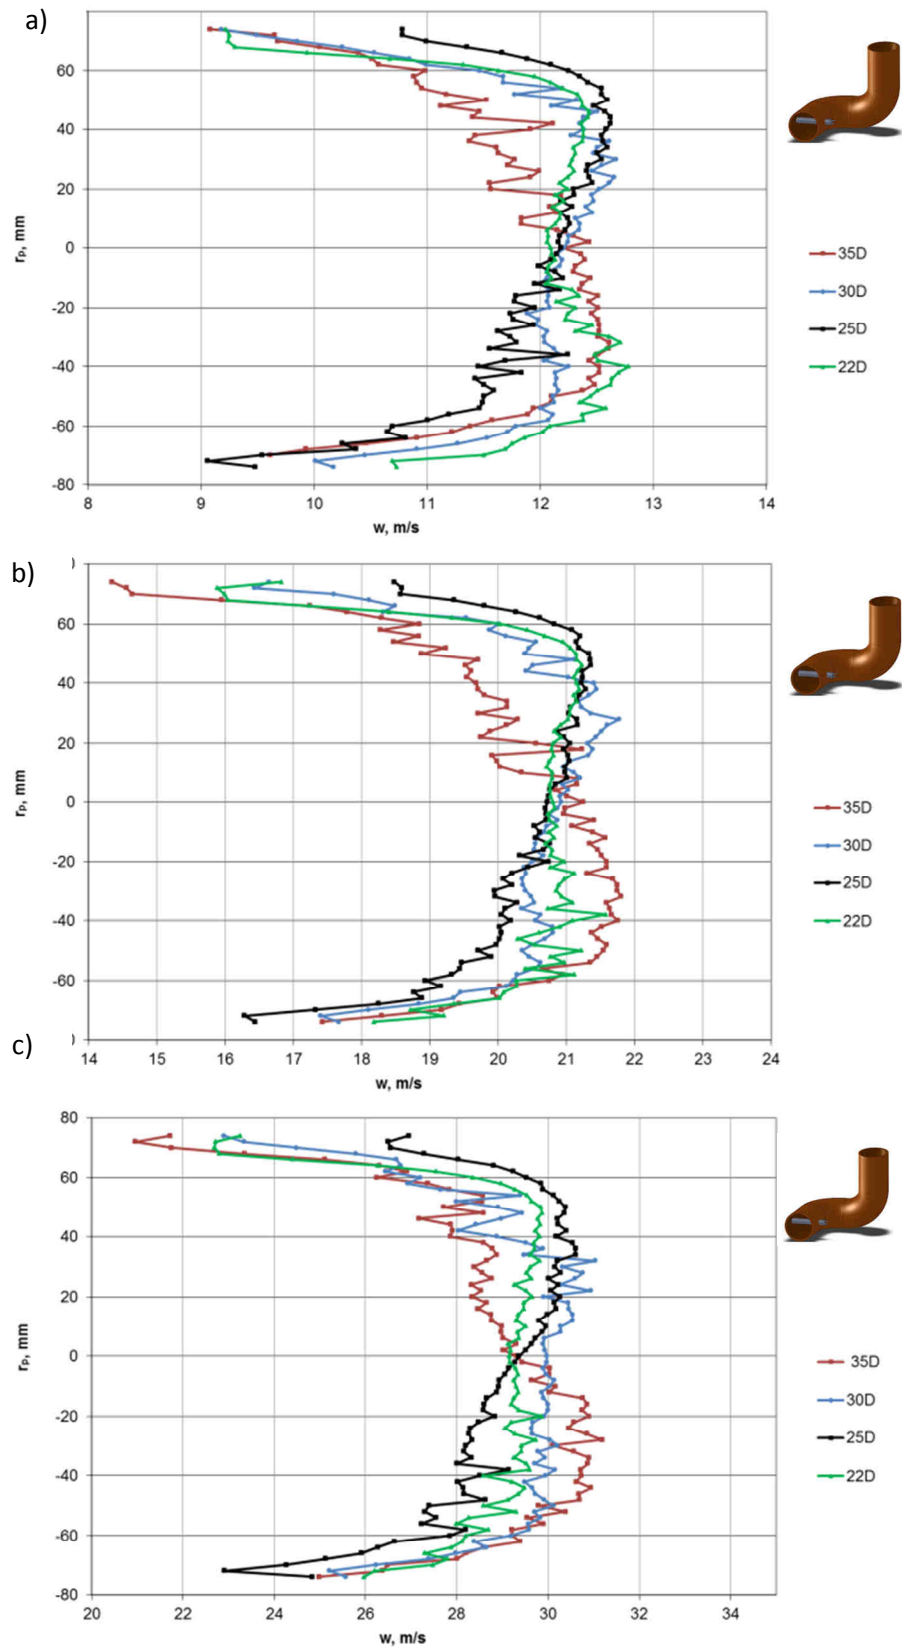 a)
60
40
20
0
-20
-40
-60
-80
rp, mm
8 9 10 11 12 13 14
w, m/s
35D
30D
25D
22D
b)
)
60
40
20
0
-20
-40
-60
)
rp, mm
14 15 16 17 18 19 20 21 22 23 24
w, m/s
35D
30D
25D
22D
c)
80
60
40
20
0
-20
-40
-60
-80
rp, mm
20 22 24 26 28 30 32 34
w, m/s
35D
30D
25D
22D